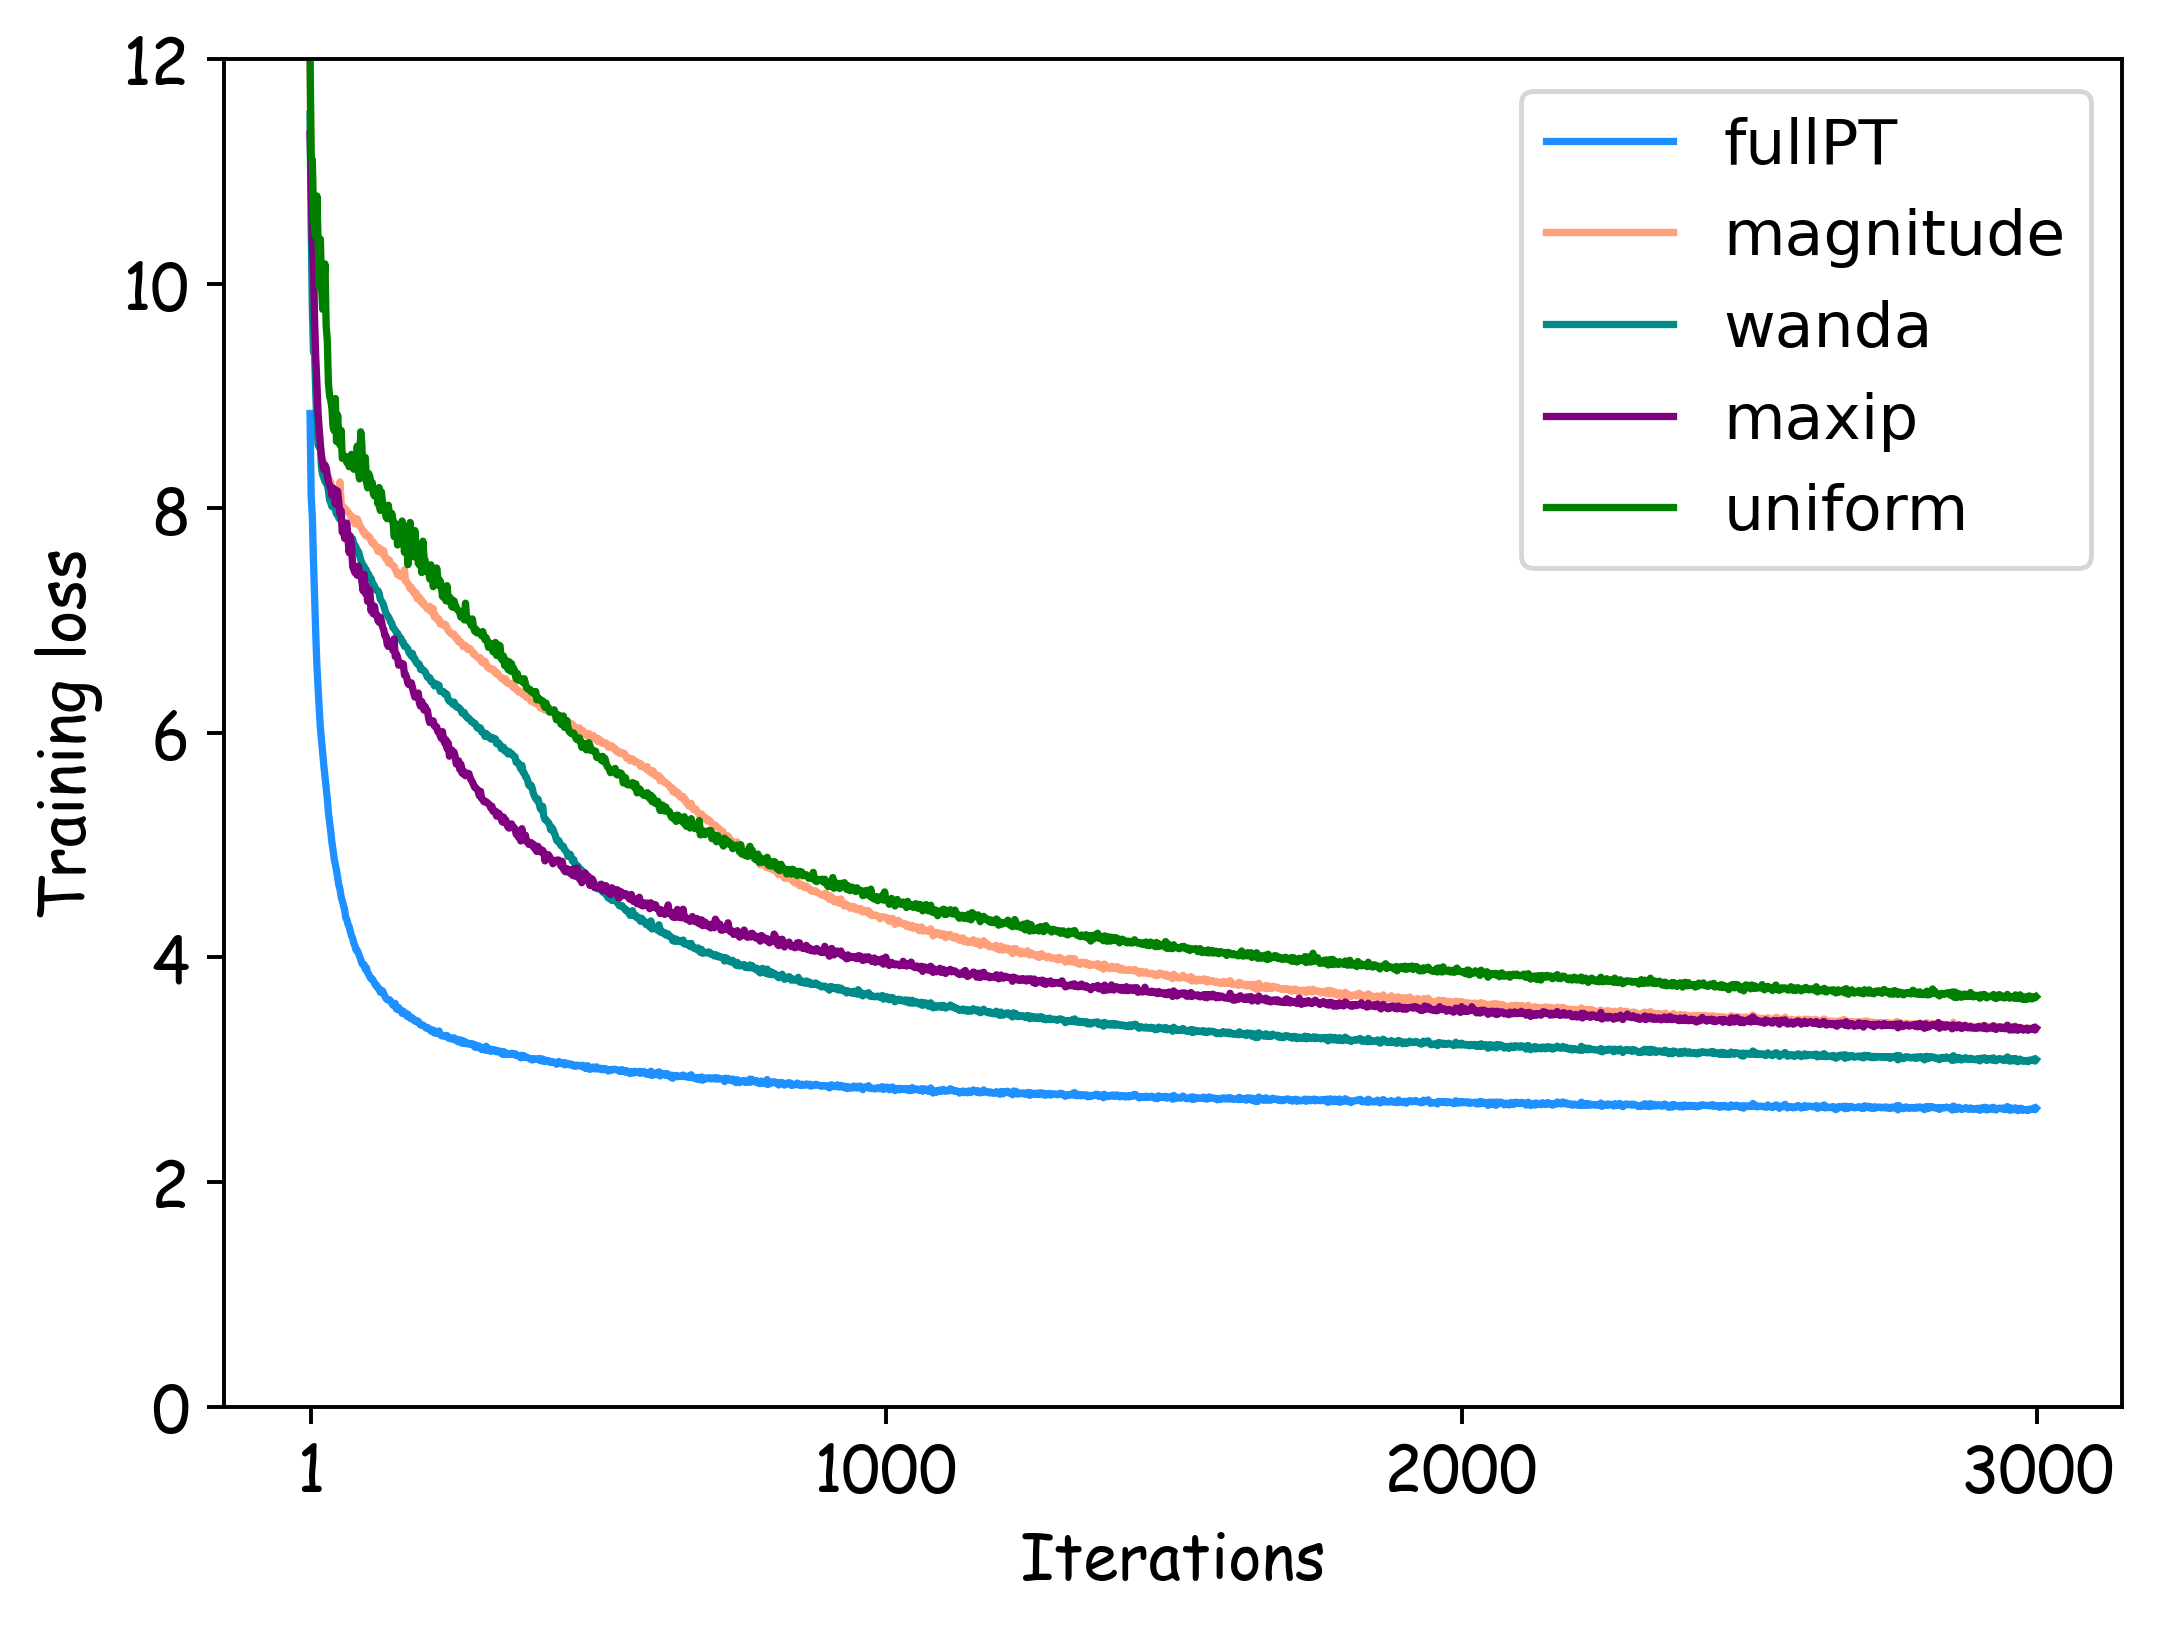 12
10
8
6
4
2
0
Training loss
1 1000 2000 3000
Iterations
fullPT
magnitude
wanda
maxip
uniform